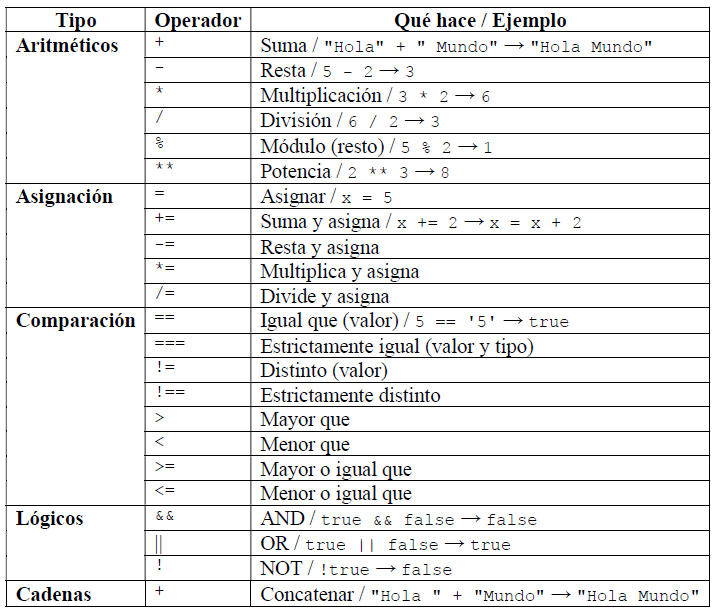 Tipo Operador Qué hace / Ejemplo
Aritméticos + Suma / "Hola" + " Mundo" → "Hola Mundo"
- Resta / 5 - 2 → 3
* Multiplicación / 3 * 2 → 6
/ División / 6 / 2 → 3
% Módulo (resto) / 5 % 2 → 1
** Potencia / 2 ** 3 → 8
Asignación = Asignar / x = 5
+= Suma y asigna / x += 2 → x = x + 2
-= Resta y asigna
*= Multiplica y asigna
/= Divide y asigna
Comparación == Igual que (valor) / 5 == '5' → true
=== Estrictamente igual (valor y tipo)
!= Distinto (valor)
!== Estrictamente distinto
> Mayor que
< Menor que
>= Mayor o igual que
<= Menor o igual que
Lógicos && AND / true && false → false
|| OR / true || false → true
! NOT / !true → false
Cadenas + Concatenar / "Hola " + "Mundo" → "Hola Mundo"